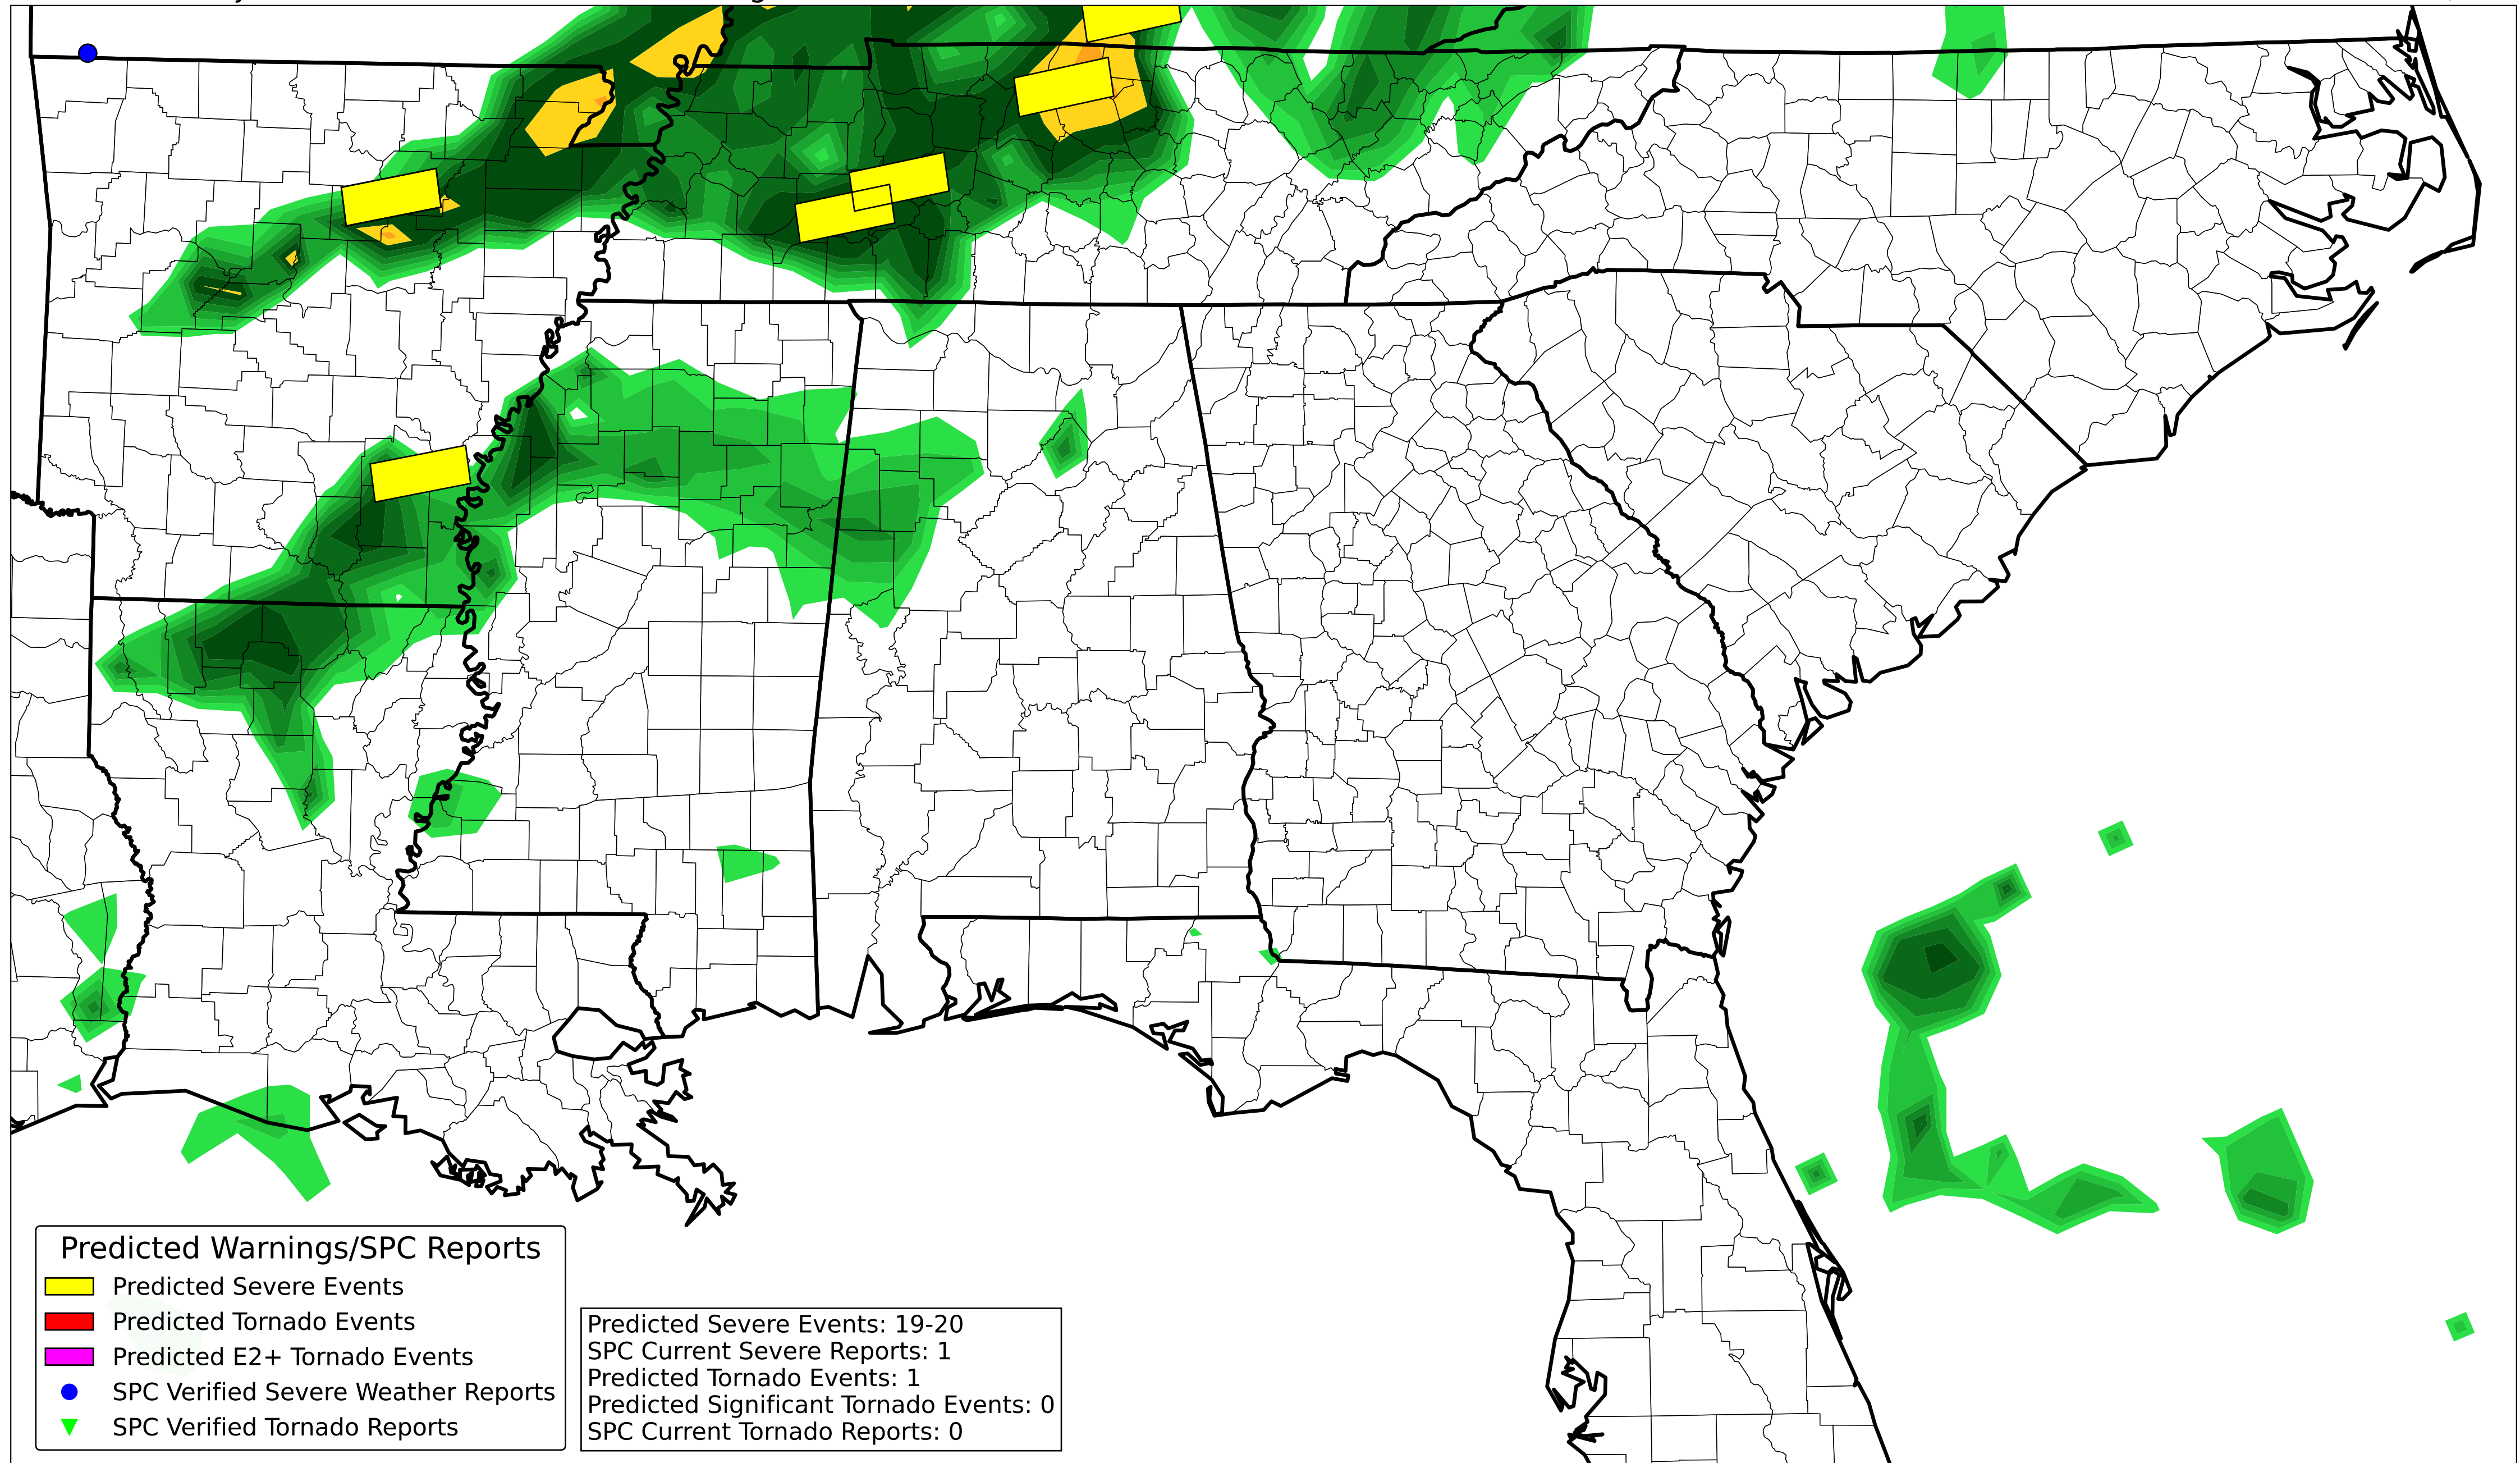 Predicted Warnings/SPC Reports
Predicted Severe Events
Predicted Tornado Events
Predicted E2+ Tornado Events
SPC Verified Severe Weather Reports
SPC Verified Tornado Reports
Predicted Severe Events: 19-20
SPC Current Severe Reports: 1
Predicted Tornado Events: 1
Predicted Significant Tornado Events: 0
SPC Current Tornado Reports: 0